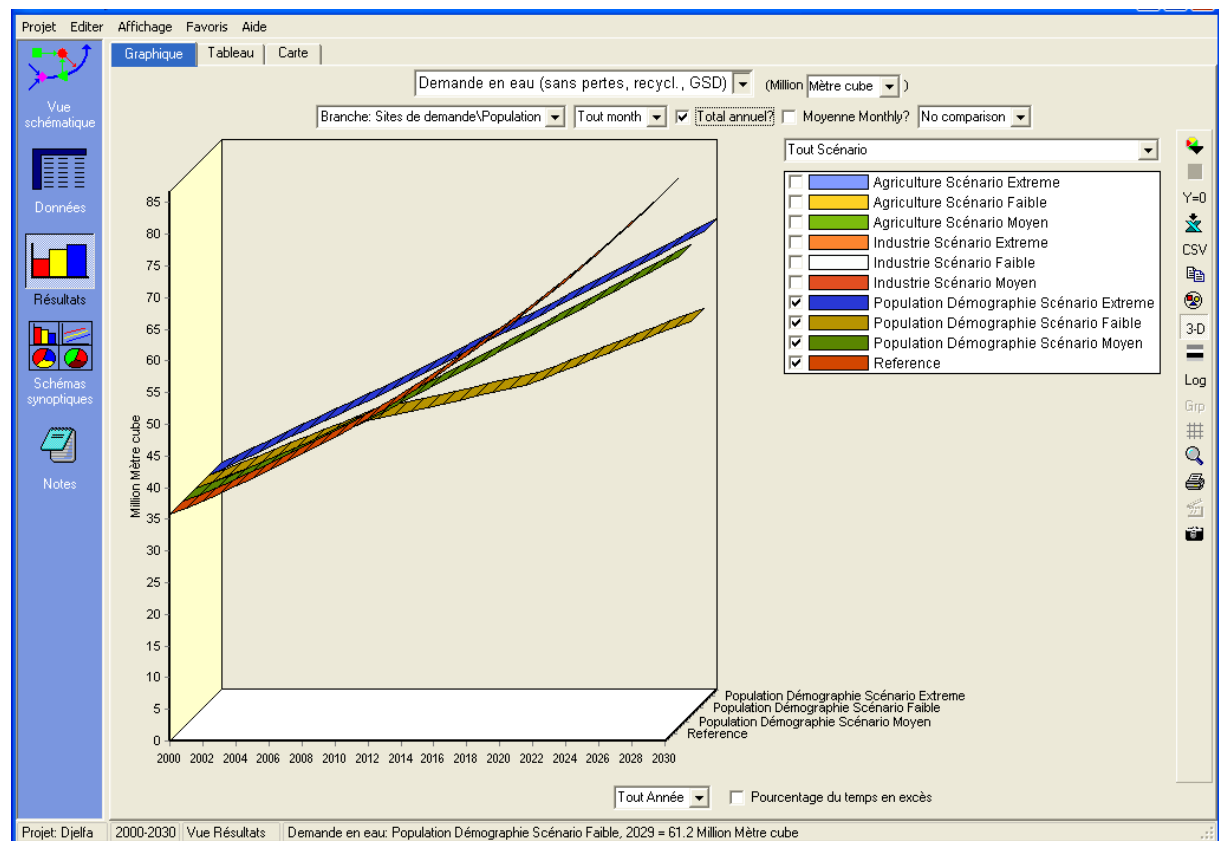 Projet Editer Affichage Favoris Aide
Graphique Tableau Carte
Demande en eau (sans pertes, recycl., GSD) (Million Mètre cube )
Branche: Sites de demande\Population Tout month Total annuel? Moyenne Monthly? No comparison
Vue schématique
Données
Résultats
Schémas synoptiques
Notes
Tout Scénario
Agriculture Scénario Extreme
Agriculture Scénario Faible
Agriculture Scénario Moyen
Industrie Scénario Extreme
Industrie Scénario Faible
Industrie Scénario Moyen
Population Démographie Scénario Extreme
Population Démographie Scénario Faible
Population Démographie Scénario Moyen
Reference
Y=0
CSV
3-D
Log
Grp
Million Mètre cube
85
80
75
70
65
60
55
50
45
40
35
30
25
20
15
10
5
0
2000 2002 2004 2006 2008 2010 2012 2014 2016 2018 2020 2022 2024 2026 2028 2030
Population Démographie Scénario Extreme
Population Démographie Scénario Faible
Population Démographie Scénario Moyen
Reference
Tout Année Pourcentage du temps en excès
Projet: Djelfa 2000-2030 Vue Résultats Demande en eau: Population Démographie Scénario Faible, 2029 = 61.2 Million Mètre cube